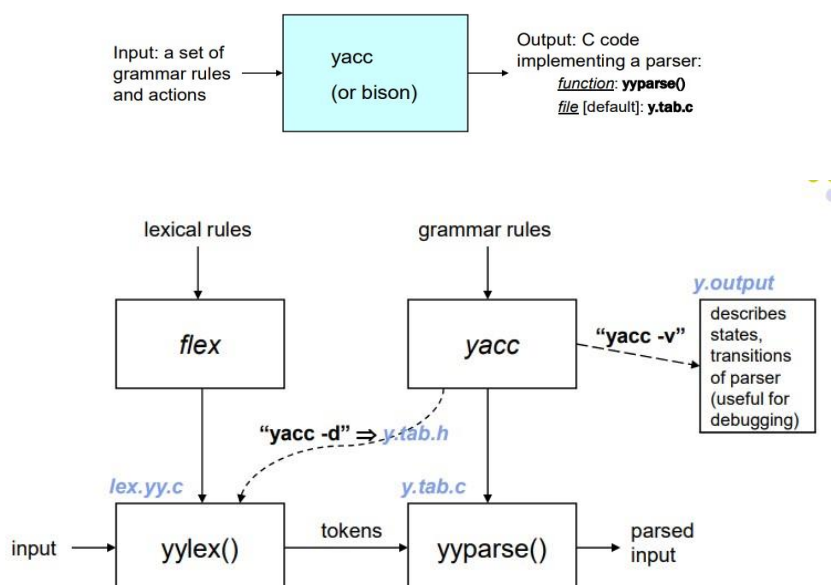 Input: a set of
grammar rules
and actions
yacc
(or bison)
Output: C code
implementing a parser:
function: yyparse()
file [default]: y.tab.c
lexical rules
grammar rules
y.output
flex
yacc
"yacc -v"
describes
states,
transitions
of parser
(useful for
debugging)
"yacc -d" ⇒ y.tab.h
lex.yy.c
y.tab.c
input
yylex()
tokens
yyparse()
parsed
input